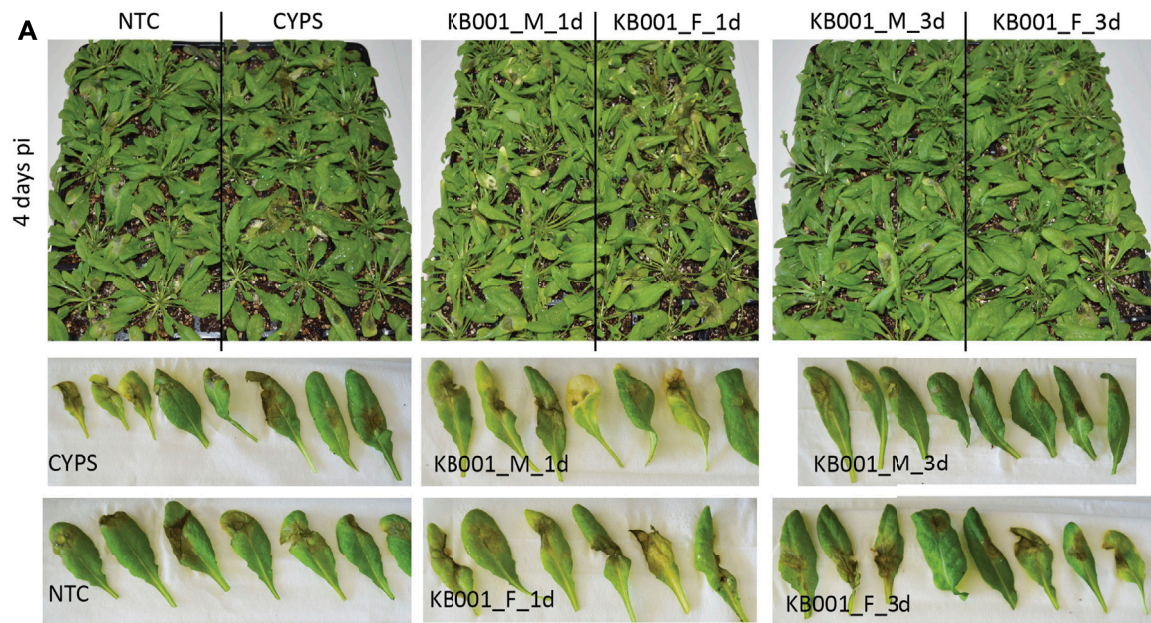 A
NTC CYPS KB001_M_1d KB001_F_1d KB001_M_3d KB001_F_3d
4 days pi
CYPS KB001_M_1d KB001_M_3d
NTC KB001_F_1d KB001_F_3d